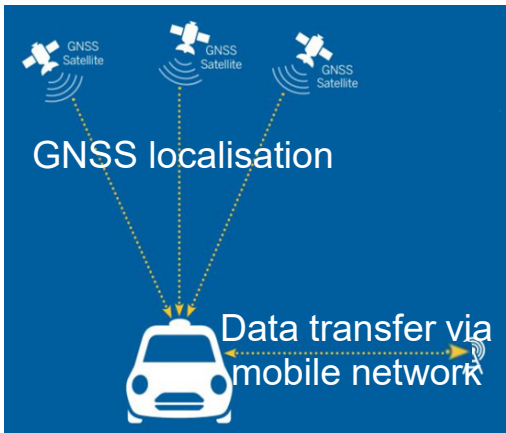 GNSS
Satellite
GNSS
Satellite
GNSS
Satellite
GNSS localisation
Data transfer via
mobile network